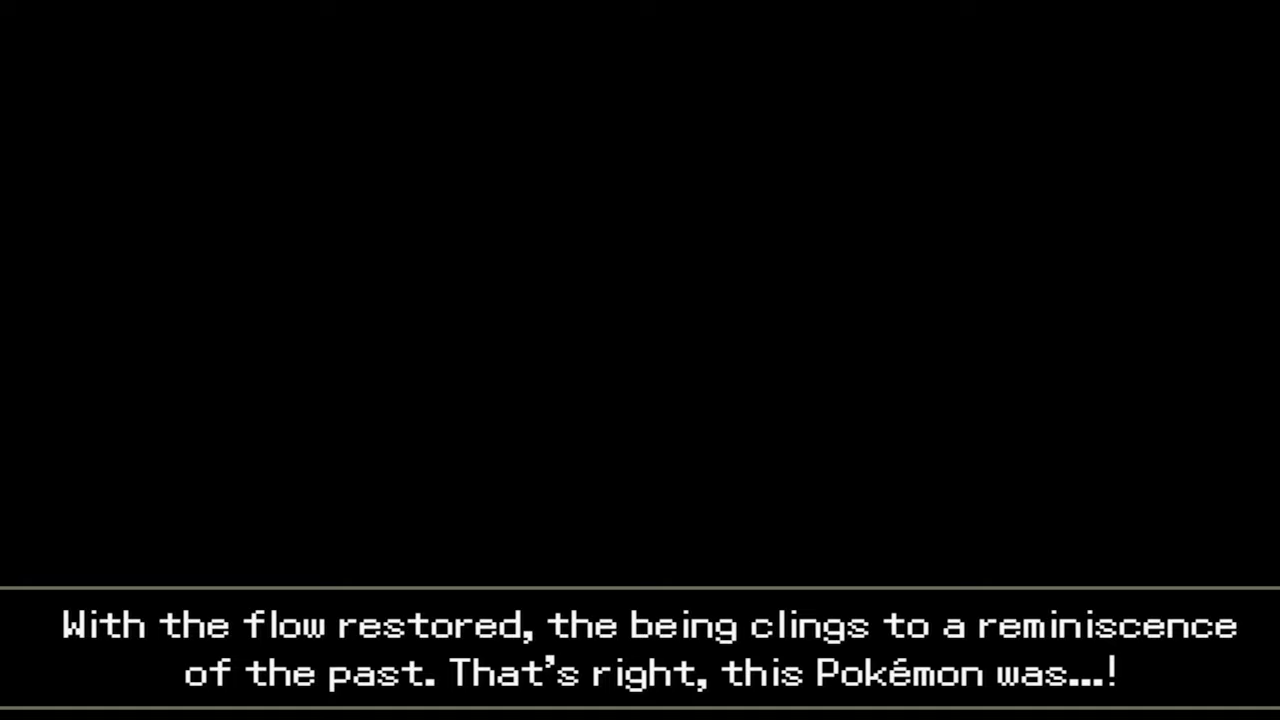 With the flow restored, the being clings to a reminiscence
of the past. That's right, this Pokémon was...!